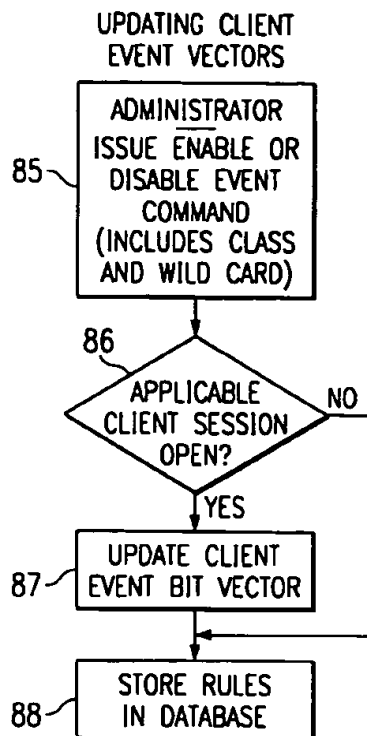 UPDATING CLIENT
EVENT VECTORS
ADMINISTRATOR
ISSUE ENABLE OR
DISABLE EVENT
COMMAND
(INCLUDES CLASS
AND WILD CARD)
85
86
APPLICABLE
CLIENT SESSION
OPEN?
NO
YES
UPDATE CLIENT
EVENT BIT VECTOR
87
STORE RULES
IN DATABASE
88